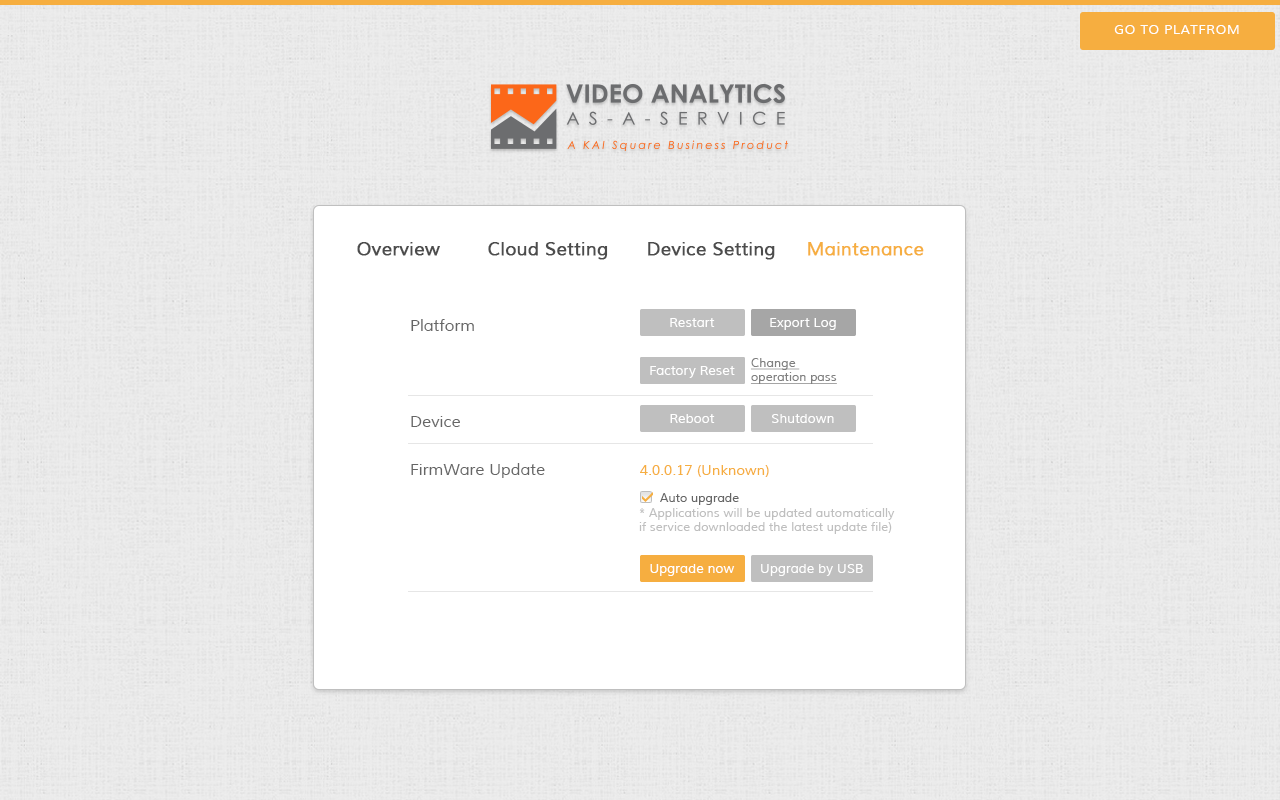 GO TO PLATFROM
VIDEO ANALYTICS
AS-A-SERVICE
A KAI Square Business Product
Overview Cloud Setting Device Setting Maintenance
Platform Restart Export Log
Factory Reset Change
operation pass
Device Reboot Shutdown
FirmWare Update 4.0.0.17 (Unknown)
Auto upgrade
* Applications will be updated automatically
if service downloaded the latest update file)
Upgrade now Upgrade by USB